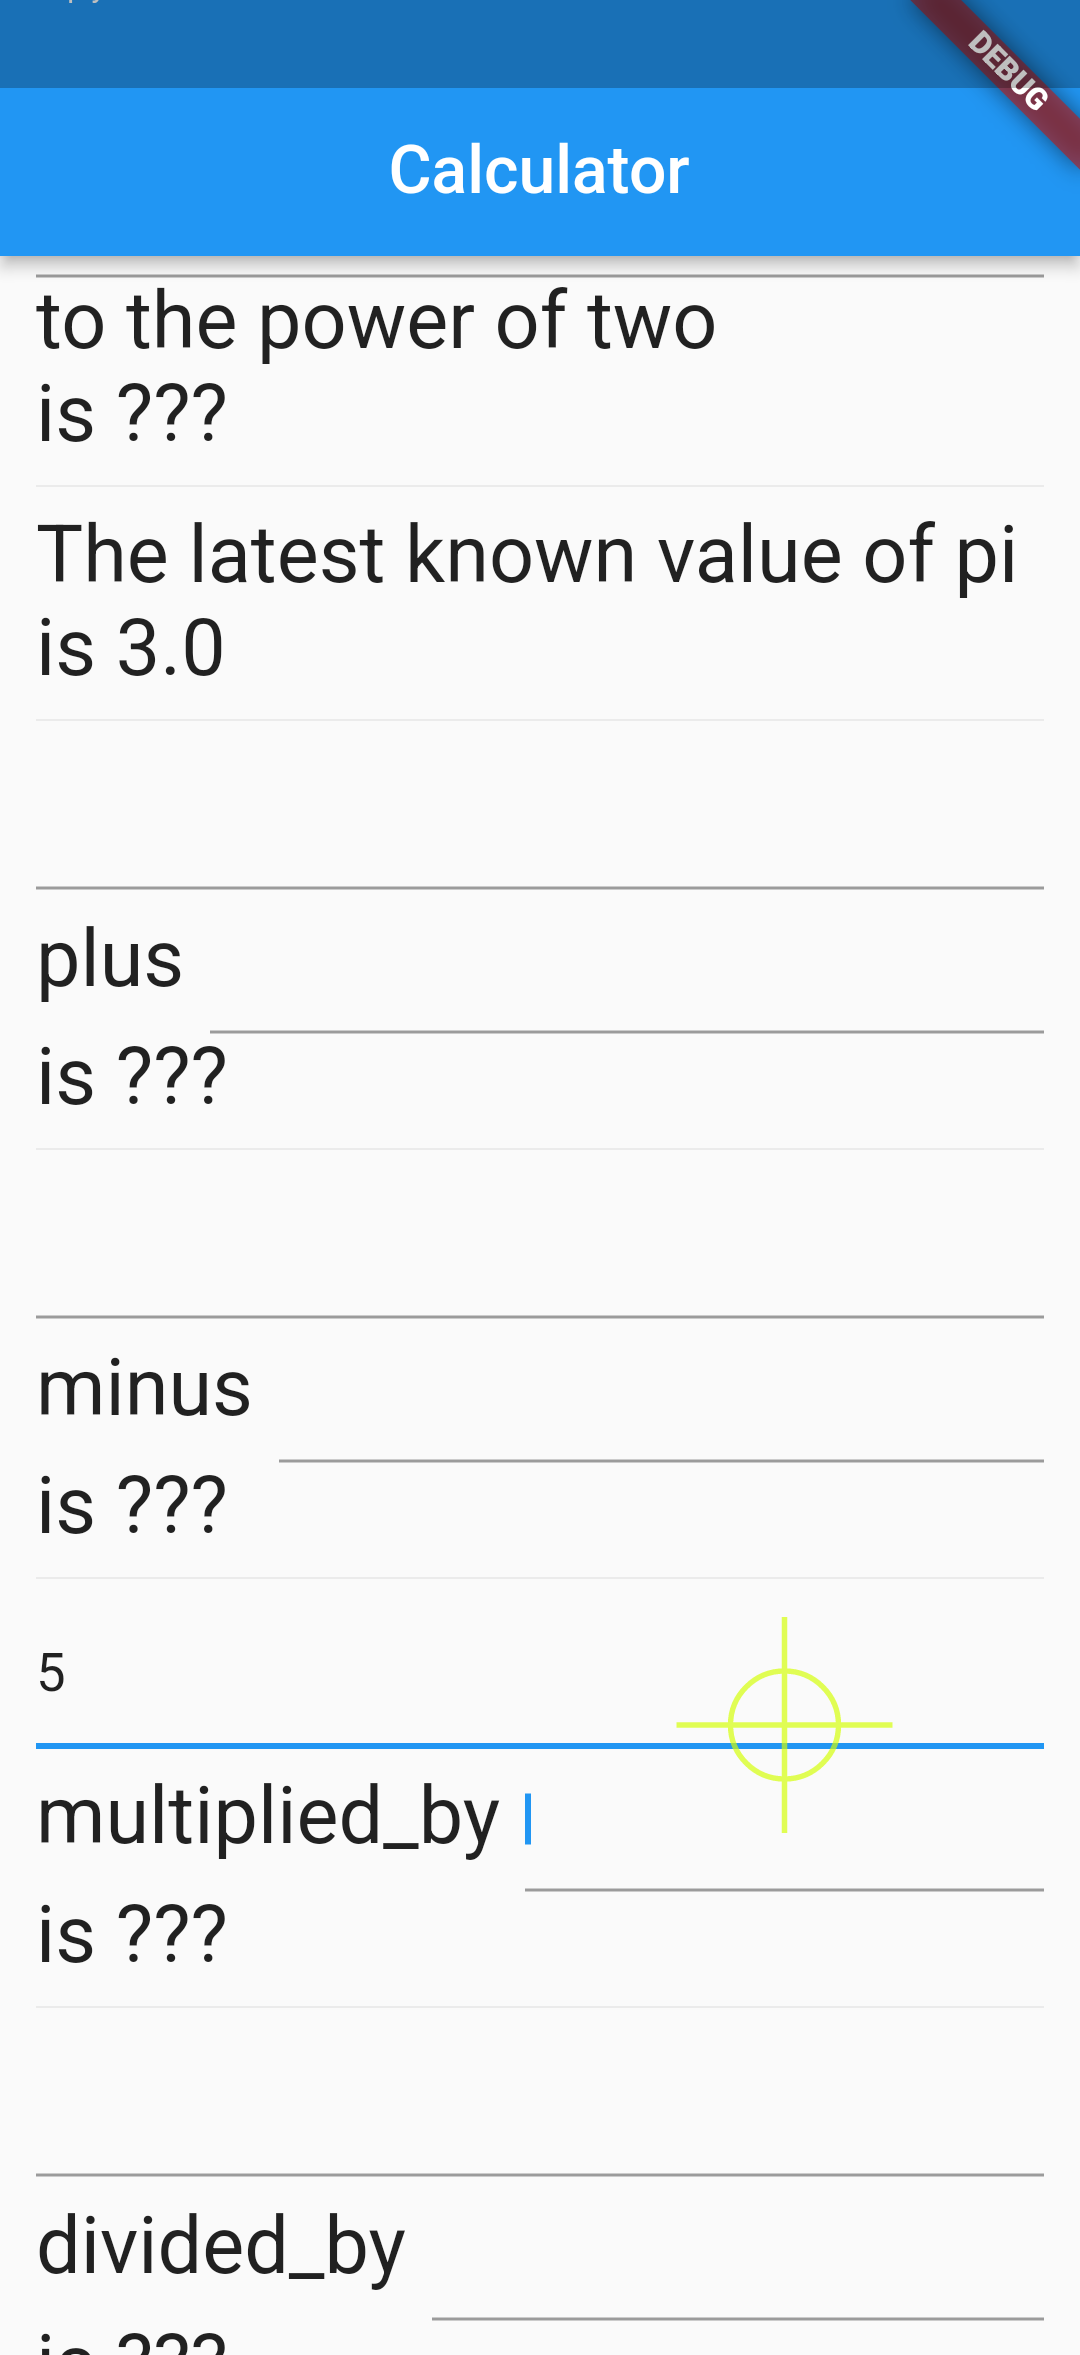 DEBUG
Calculator
to the power of two
is ???
The latest known value of pi
is 3.0
plus
is ???
minus
is ???
5
multiplied_by
is ???
divided_by
is ???